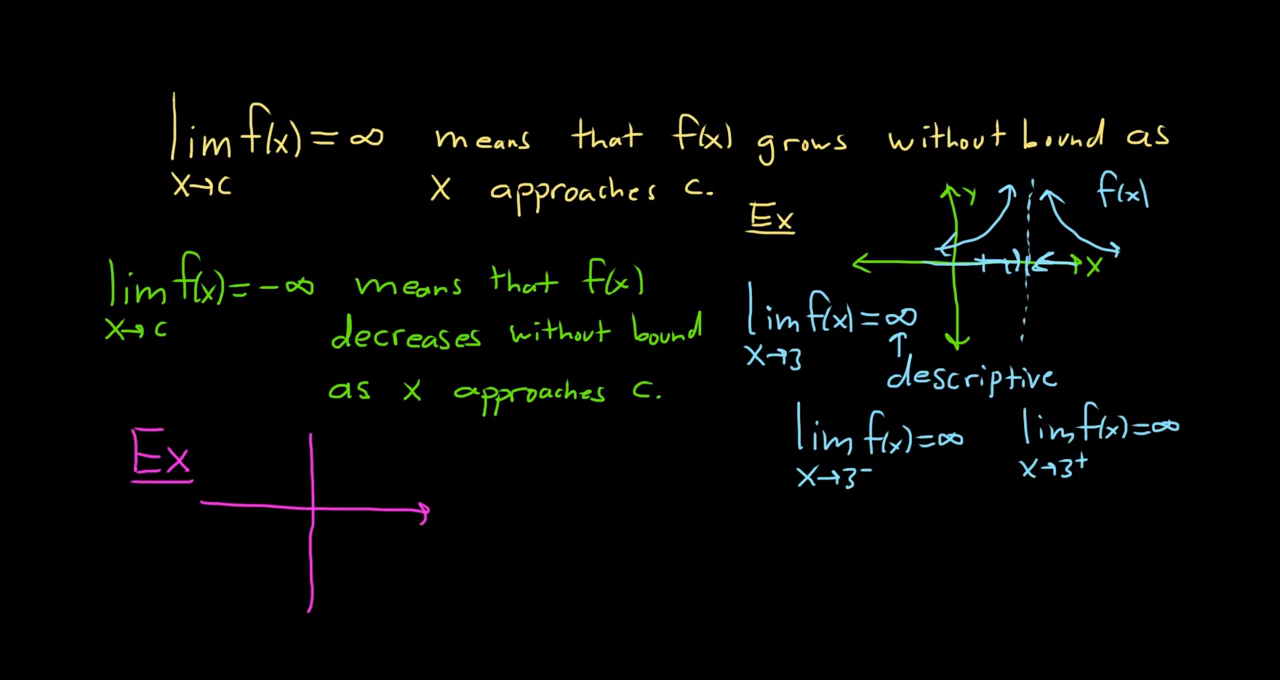 lim f(x) = ∞ means that f(x) grows without bound as
x→c x approaches c.
Ex
y f(x)
x
lim f(x) = ∞
x→3
↑
descriptive
lim f(x) = ∞ lim f(x) = ∞
x→3⁻ x→3⁺
lim f(x) = -∞ means that f(x)
x→c decreases without bound
as x approaches c.
Ex